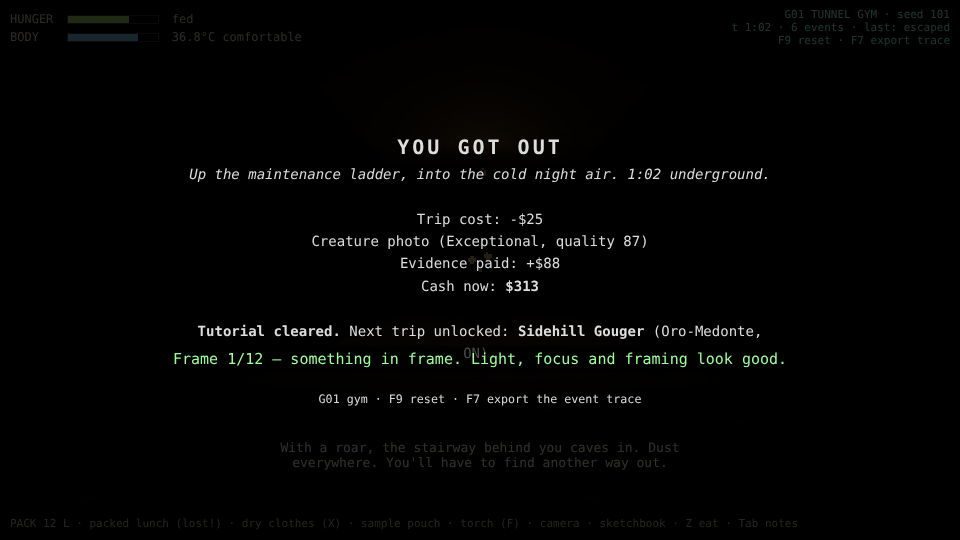 HUNGER fed
BODY 36.8°C comfortable
G01 TUNNEL GYM · seed 101
t 1:02 · 6 events · last: escaped
F9 reset · F7 export trace
YOU GOT OUT
Up the maintenance ladder, into the cold night air. 1:02 underground.
Trip cost: -$25
Creature photo (Exceptional, quality 87)
Evidence paid: +$88
Cash now: $313
Tutorial cleared. Next trip unlocked: Sidehill Gouger (Oro-Medonte,
ON)
Frame 1/12 — something in frame. Light, focus and framing look good.
G01 gym · F9 reset · F7 export the event trace
With a roar, the stairway behind you caves in. Dust
everywhere. You'll have to find another way out.
PACK 12 L · packed lunch (lost!) · dry clothes (X) · sample pouch · torch (F) · camera · sketchbook · Z eat · Tab notes